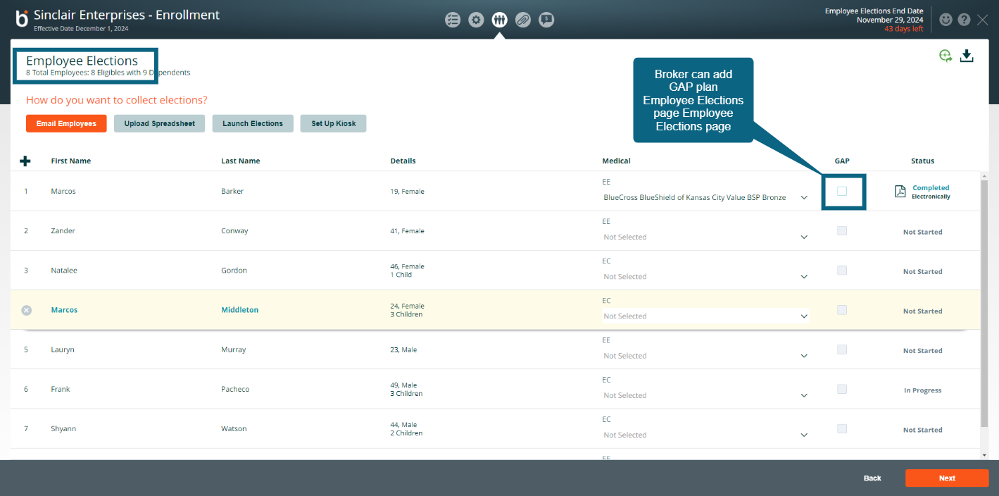 b
Sinclair Enterprises - Enrollment
Effective Date December 1, 2024
$
Employee Elections End Date
November 29, 2024
43 days left
?
Employee Elections
8 Total Employees: 8 Eligibles with 9 Dependents
How do you want to collect elections?
Email Employees
Upload Spreadsheet
Launch Elections
Set Up Kiosk
Broker can add
GAP plan
Employee Elections
page Employee
Elections page
First Name
Last Name
Details
Medical
GAP
Status
1
Marcos
Barker
19, Female
EE
BlueCross BlueShield of Kansas City Value BSP Bronze
Completed
Electronically
2
Zander
Conway
41, Female
EE
Not Selected
Not Started
3
Natalee
Gordon
46, Female
1 Child
EC
Not Selected
Not Started
Marcos
Middleton
24, Female
3 Children
EC
Not Selected
Not Started
5
Lauryn
Murray
23, Male
EE
Not Selected
Not Started
6
Frank
Pacheco
49, Male
3 Children
EC
Not Selected
In Progress
7
Shyann
Watson
44, Male
2 Children
EC
Not Selected
Not Started
EE
Back
Next